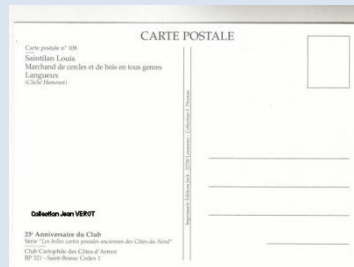 CARTE POSTALE
Carte postale n° 108
Saintilan Louis
Marchand de cercles et de bois en tous genres
Langueux
(Cliché Hamonet)
Collection Jean VEROT
25e Anniversaire du Club
Série "Les belles cartes postales anciennes des Côtes-du-Nord"
Club Cartophile des Côtes d'Armor
BP 221 - Saint-Brieuc Cedex 1